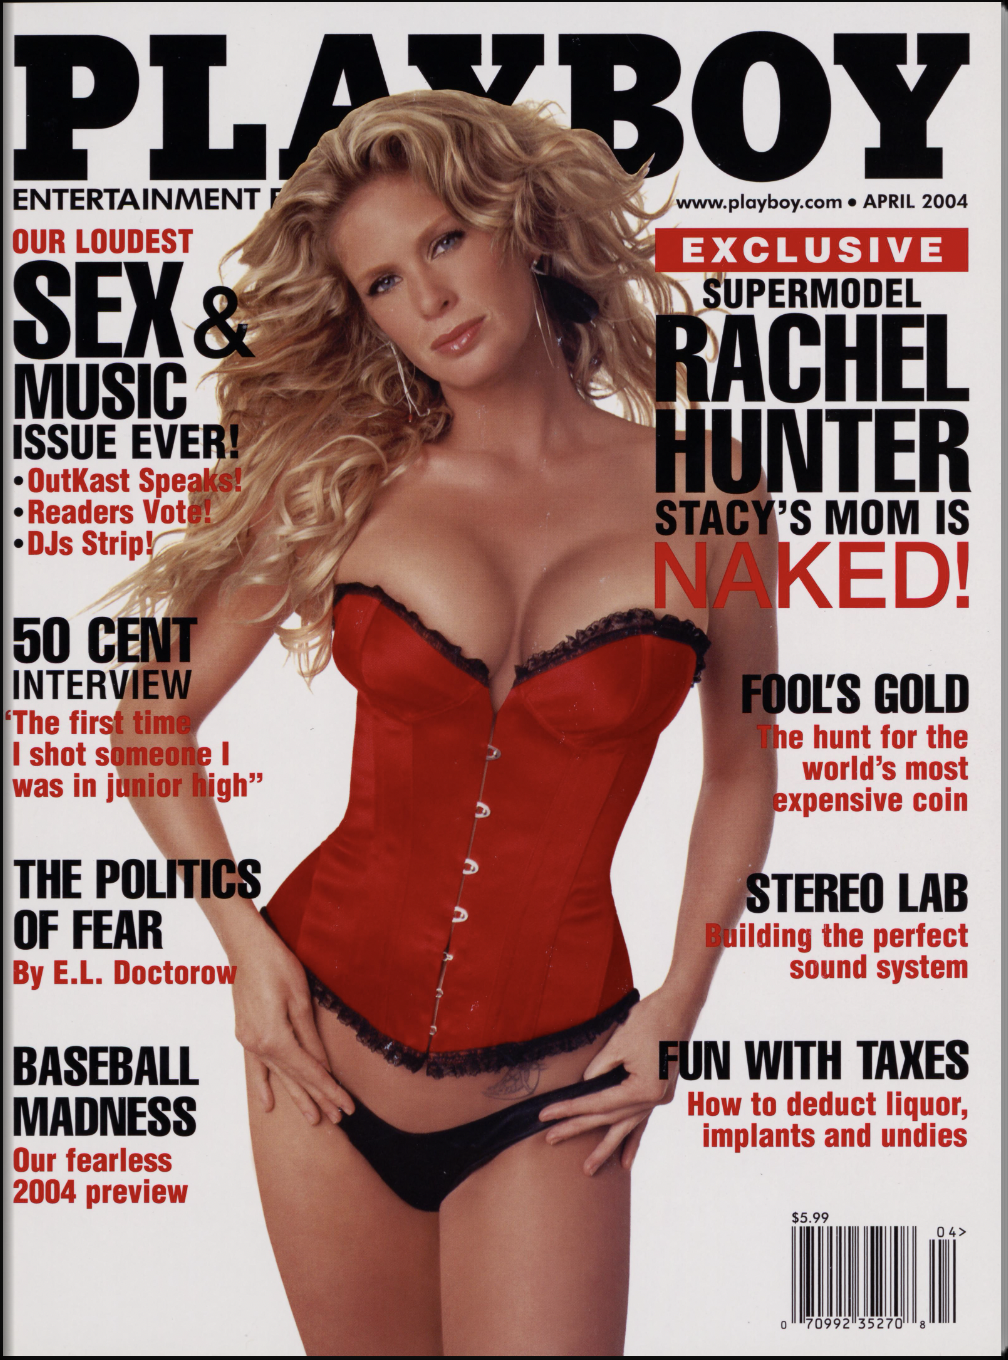 PLAYBOY
ENTERTAINMENT F
www.playboy.com • APRIL 2004
OUR LOUDEST
SEX &
MUSIC
ISSUE EVER!
• OutKast Speaks!
• Readers Vote!
• DJs Strip!
50 CENT
INTERVIEW
“The first time
I shot someone I
was in junior high”
THE POLITICS
OF FEAR
By E.L. Doctorow
BASEBALL
MADNESS
Our fearless
2004 preview
EXCLUSIVE
SUPERMODEL
RACHEL
HUNTER
STACY’S MOM IS
NAKED!
FOOL’S GOLD
The hunt for the
world’s most
expensive coin
STEREO LAB
Building the perfect
sound system
FUN WITH TAXES
How to deduct liquor,
implants and undies
$5.99
04>
0 70992 35270 8